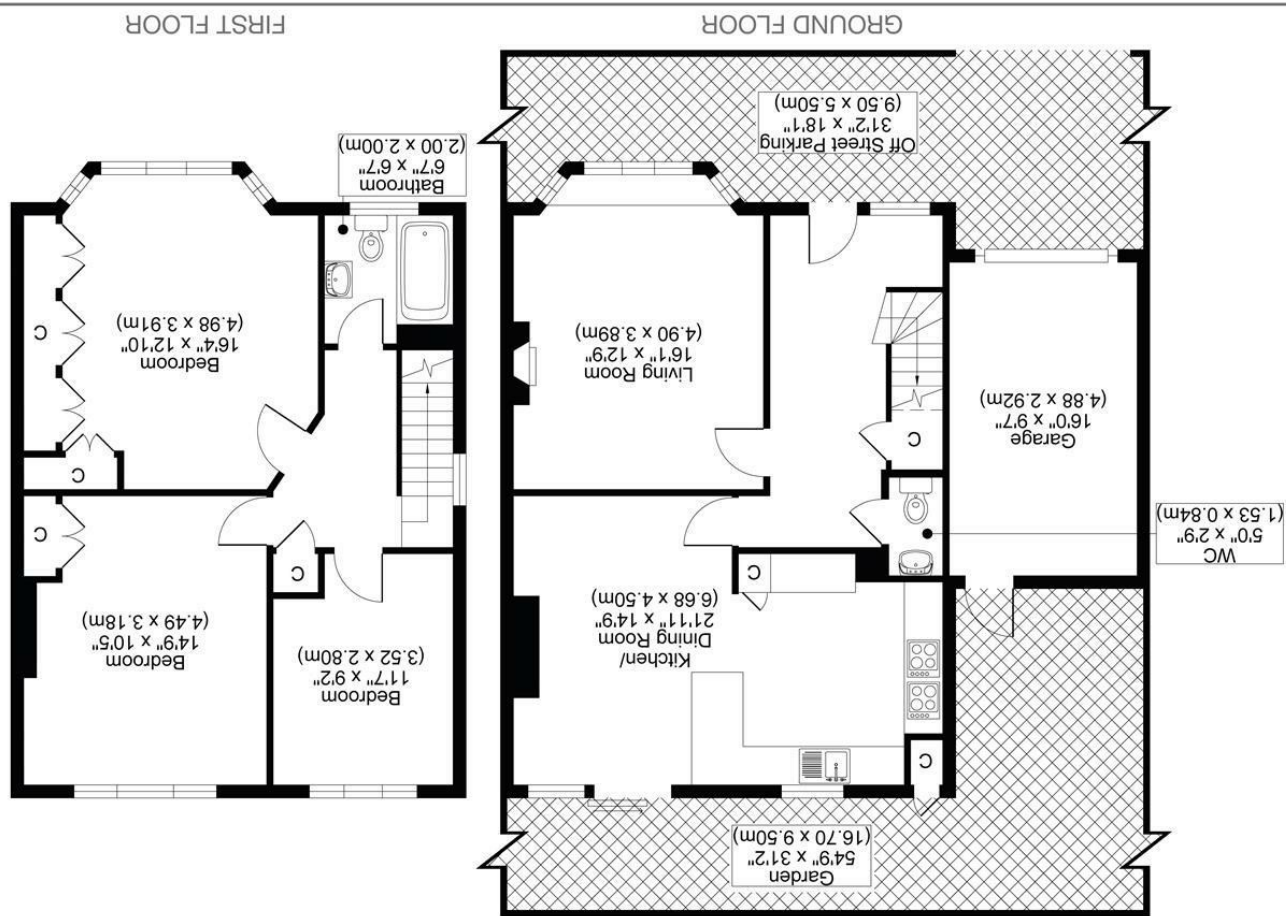 Garden
54'9" x 31'2"
(16.70 x 9.50m)
C
Kitchen/
Dining Room
21'11" x 14'9"
(6.68 x 4.50m)
C
WC
5'0" x 2'9"
(1.53 x 0.84m)
C
Garage
16'0" x 9'7"
(4.88 x 2.92m)
Living Room
16'1" x 12'9"
(4.90 x 3.89m)
Off Street Parking
31'2" x 18'1"
(9.50 x 5.50m)
GROUND FLOOR
Bedroom
11'7" x 9'2"
(3.52 x 2.80m)
Bedroom
14'9" x 10'5"
(4.49 x 3.18m)
C
C
C
Bedroom
16'4" x 12'10"
(4.98 x 3.91m)
C
Bathroom
6'7" x 6'7"
(2.00 x 2.00m)
FIRST FLOOR